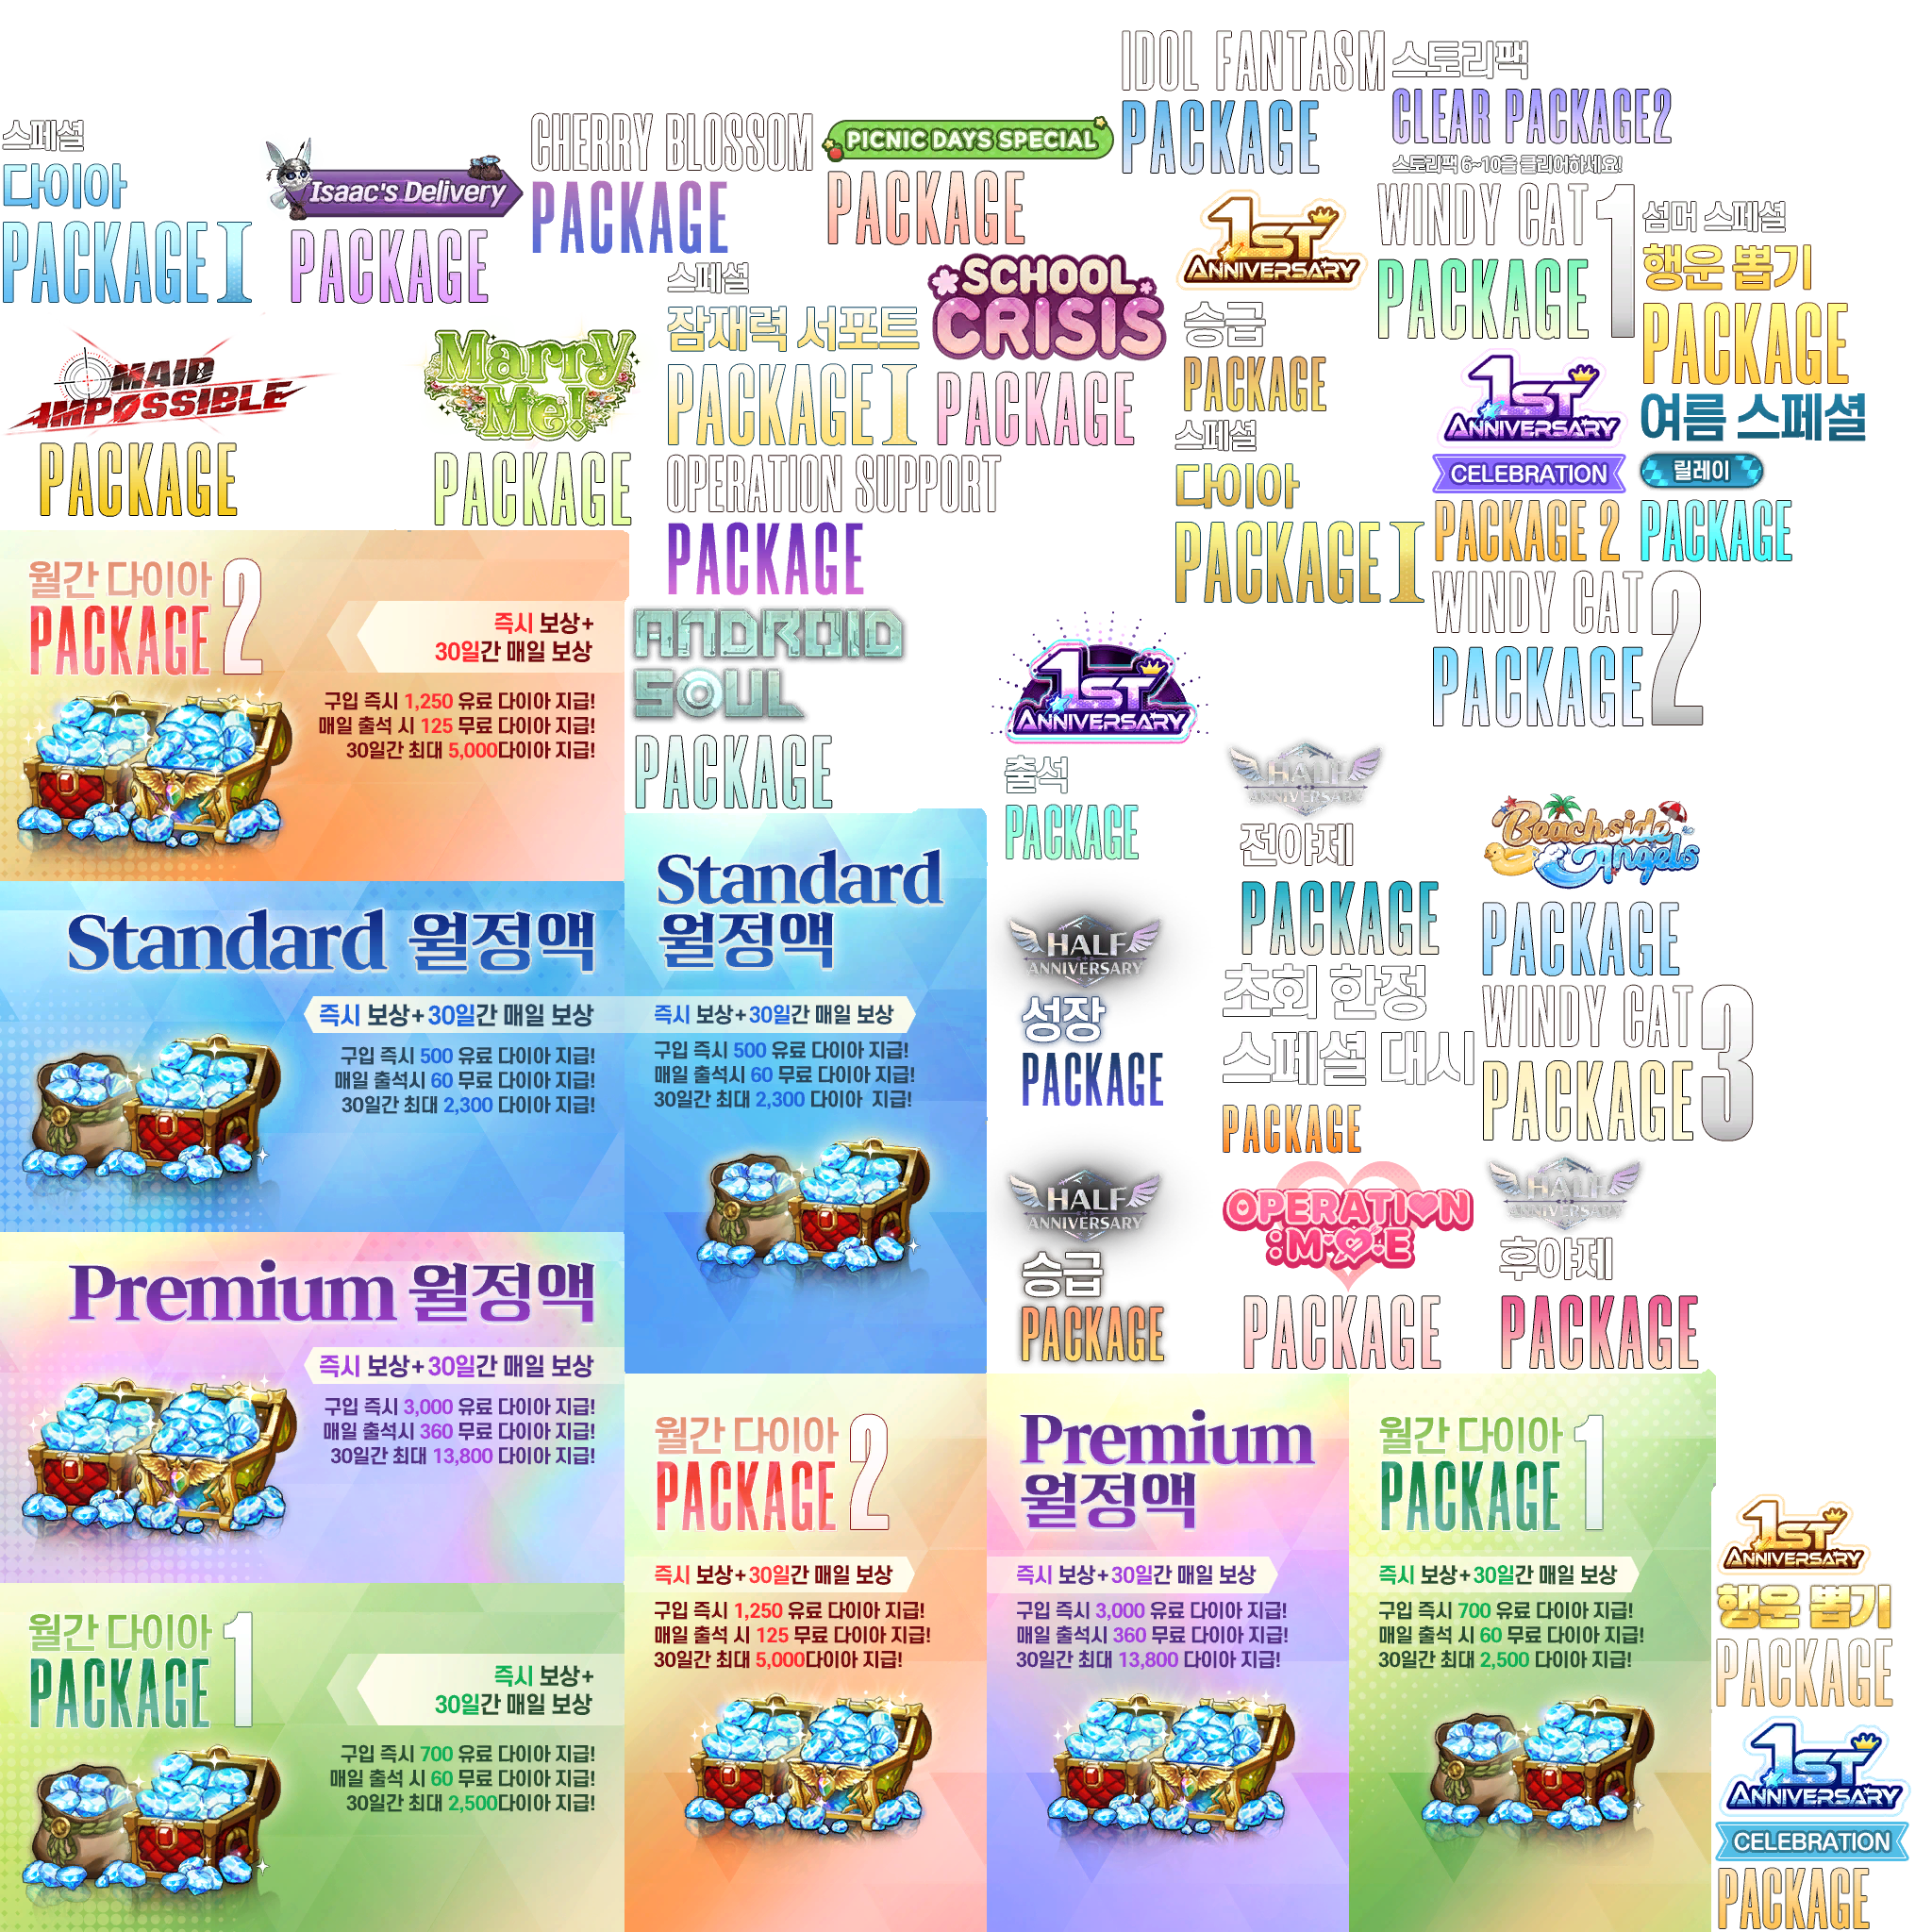 IDOL FANTASM
PACKAGE
스토리팩
CLEAR PACKAGE2
스토리팩 6~10을 클리어하세요!
스페셜
다이아
PACKAGE I
Isaac's Delivery
PACKAGE
CHERRY BLOSSOM
PACKAGE
PICNIC DAYS SPECIAL
PACKAGE
1ST
ANNIVERSARY
승급
PACKAGE
WINDY CAT
PACKAGE 1
섬머 스페셜
행운 뽑기
PACKAGE
MAID
IMPOSSIBLE
PACKAGE
Marry
Me!
PACKAGE
스페셜
잠재력 서포트
PACKAGE I
SCHOOL
CRISIS
PACKAGE
OPERATION SUPPORT
PACKAGE
스페셜
다이아
PACKAGE I
1ST
ANNIVERSARY
CELEBRATION
PACKAGE 2
여름 스페셜
릴레이
PACKAGE
WINDY CAT
PACKAGE 2
월간 다이아
PACKAGE 2
즉시 보상+
30일간 매일 보상
구입 즉시 1,250 유료 다이아 지급!
매일 출석 시 125 무료 다이아 지급!
30일간 최대 5,000다이아 지급!
ANDROID
SOUL
PACKAGE
1ST
ANNIVERSARY
출석
PACKAGE
HALF
ANNIVERSARY
전야제
PACKAGE
Beachside
Angels
PACKAGE
Standard 월정액
즉시 보상+30일간 매일 보상
구입 즉시 500 유료 다이아 지급!
매일 출석시 60 무료 다이아 지급!
30일간 최대 2,300 다이아 지급!
Standard
월정액
즉시 보상+30일간 매일 보상
구입 즉시 500 유료 다이아 지급!
매일 출석시 60 무료 다이아 지급!
30일간 최대 2,300 다이아 지급!
HALF
ANNIVERSARY
성장
PACKAGE
초회 한정
스페셜 대시
PACKAGE
WINDY CAT
PACKAGE 3
HALF
ANNIVERSARY
승급
PACKAGE
OPERATION
:MOE
PACKAGE
HALF
ANNIVERSARY
후야제
PACKAGE
Premium 월정액
즉시 보상+30일간 매일 보상
구입 즉시 3,000 유료 다이아 지급!
매일 출석시 360 무료 다이아 지급!
30일간 최대 13,800 다이아 지급!
월간 다이아
PACKAGE 2
즉시 보상+30일간 매일 보상
구입 즉시 1,250 유료 다이아 지급!
매일 출석 시 125 무료 다이아 지급!
30일간 최대 5,000다이아 지급!
Premium
월정액
즉시 보상+30일간 매일 보상
구입 즉시 3,000 유료 다이아 지급!
매일 출석시 360 무료 다이아 지급!
30일간 최대 13,800 다이아 지급!
월간 다이아
PACKAGE 1
즉시 보상+30일간 매일 보상
구입 즉시 700 유료 다이아 지급!
매일 출석 시 60 무료 다이아 지급!
30일간 최대 2,500 다이아 지급!
월간 다이아
PACKAGE 1
즉시 보상+
30일간 매일 보상
구입 즉시 700 유료 다이아 지급!
매일 출석 시 60 무료 다이아 지급!
30일간 최대 2,500다이아 지급!
1ST
ANNIVERSARY
행운 뽑기
PACKAGE
1ST
ANNIVERSARY
CELEBRATION
PACKAGE